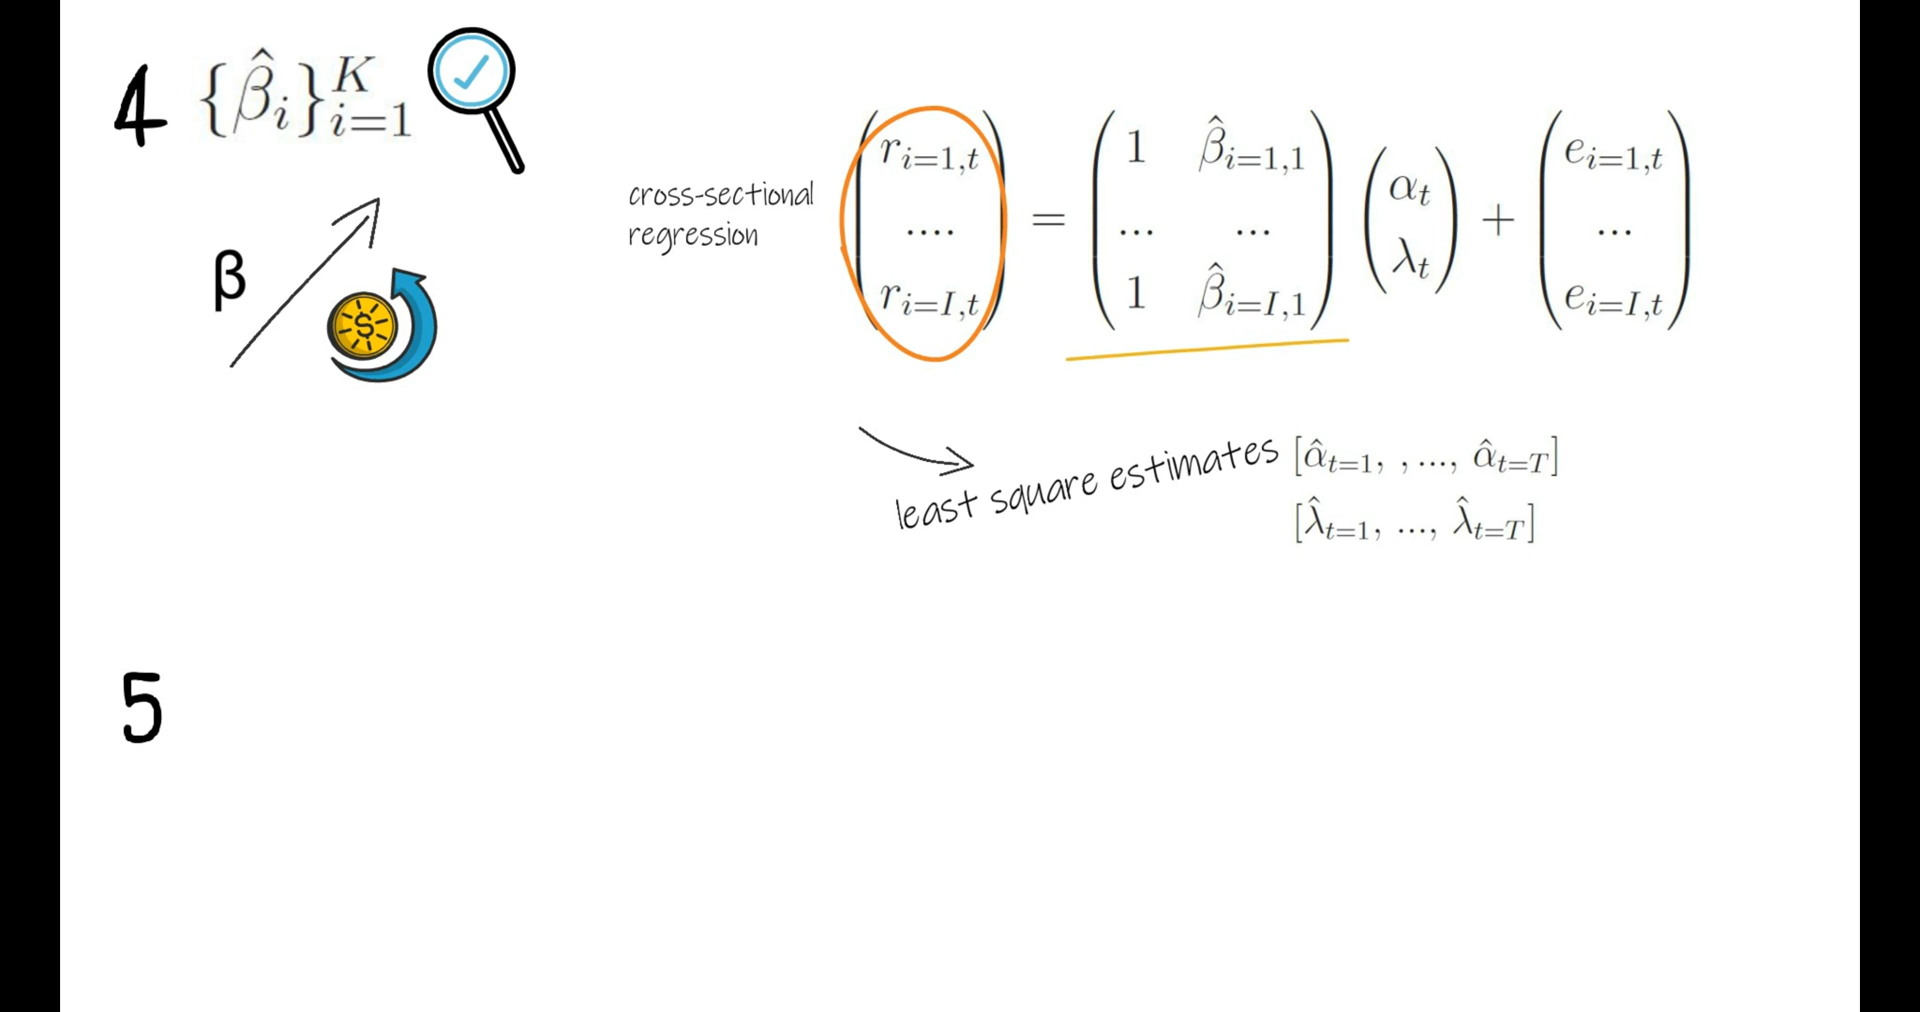 4 {β̂_i}_{i=1}^K
β
$
cross-sectional
regression
( r_{i=1,t} .... r_{i=I,t} ) = ( 1 β̂_{i=1,1} ... ... 1 β̂_{i=I,1} ) ( α_t λ_t ) + ( e_{i=1,t} ... e_{i=I,t} )
least square estimates [α̂_{t=1}, , ..., α̂_{t=T}]
[λ̂_{t=1}, ..., λ̂_{t=T}]
5